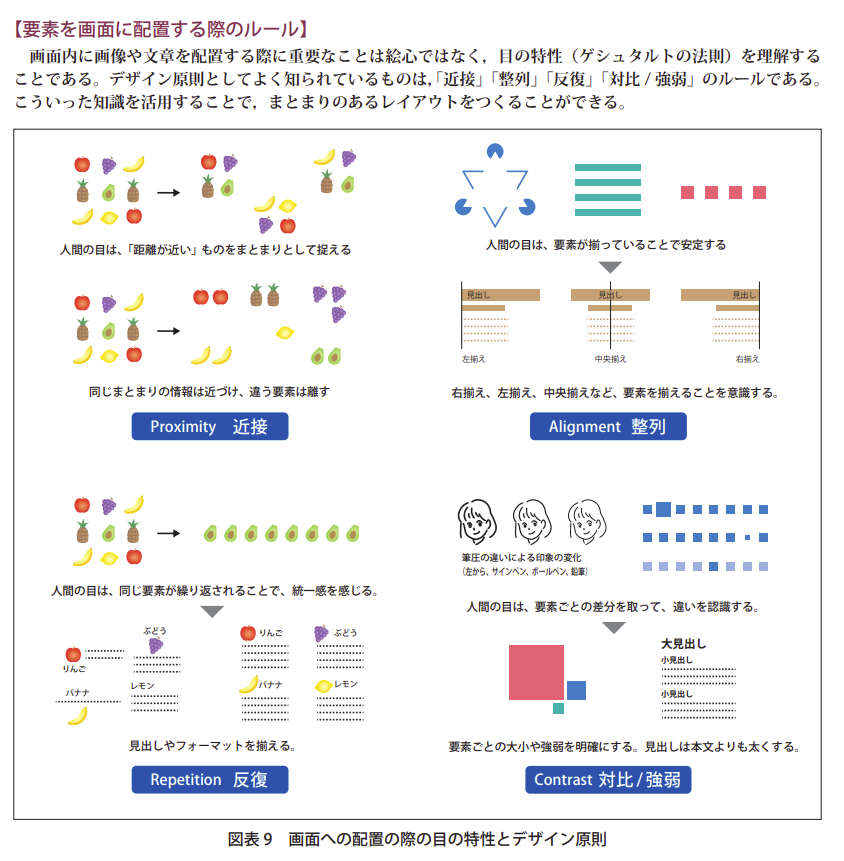 【要素を画面に配置する際のルール】
画面内に画像や文章を配置する際に重要なことは絵心ではなく，目の特性（ゲシュタルトの法則）を理解する
ことである。デザイン原則としてよく知られているものは，「近接」「整列」「反復」「対比 / 強弱」のルールである。
こういった知識を活用することで，まとまりのあるレイアウトをつくることができる。
人間の目は、「距離が近い」ものをまとまりとして捉える
同じまとまりの情報は近づけ、違う要素は離す
Proximity 近接
人間の目は、要素が揃っていることで安定する
見出し 見出し 見出し
左揃え 中央揃え 右揃え
右揃え、左揃え、中央揃えなど、要素を揃えることを意識する。
Alignment 整列
人間の目は、同じ要素が繰り返されることで、統一感を感じる。
りんご
ぶどう
バナナ
レモン
りんご ぶどう
バナナ レモン
見出しやフォーマットを揃える。
Repetition 反復
筆圧の違いによる印象の変化
（左から、サインペン、ボールペン、鉛筆）
人間の目は、要素ごとの差分を取って、違いを認識する。
大見出し
小見出し
小見出し
要素ごとの大小や強弱を明確にする。見出しは本文よりも太くする。
Contrast 対比 / 強弱
図表 9　画面への配置の際の目の特性とデザイン原則